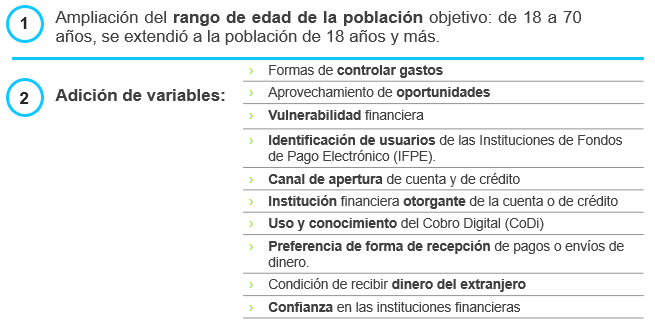 1
Ampliación del rango de edad de la población objetivo: de 18 a 70
años, se extendió a la población de 18 años y más.
2
Adición de variables:
› Formas de controlar gastos
› Aprovechamiento de oportunidades
› Vulnerabilidad financiera
› Identificación de usuarios de las Instituciones de Fondos
de Pago Electrónico (IFPE).
› Canal de apertura de cuenta y de crédito
› Institución financiera otorgante de la cuenta o de crédito
› Uso y conocimiento del Cobro Digital (CoDi)
› Preferencia de forma de recepción de pagos o envíos de
dinero.
› Condición de recibir dinero del extranjero
› Confianza en las instituciones financieras